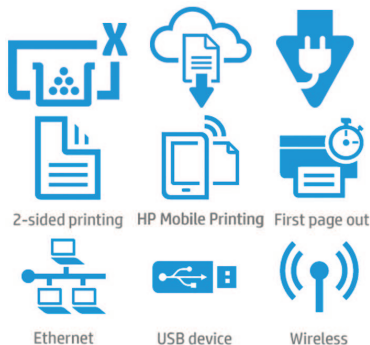 X
2-sided printing
HP Mobile Printing
First page out
Ethernet
USB device
Wireless